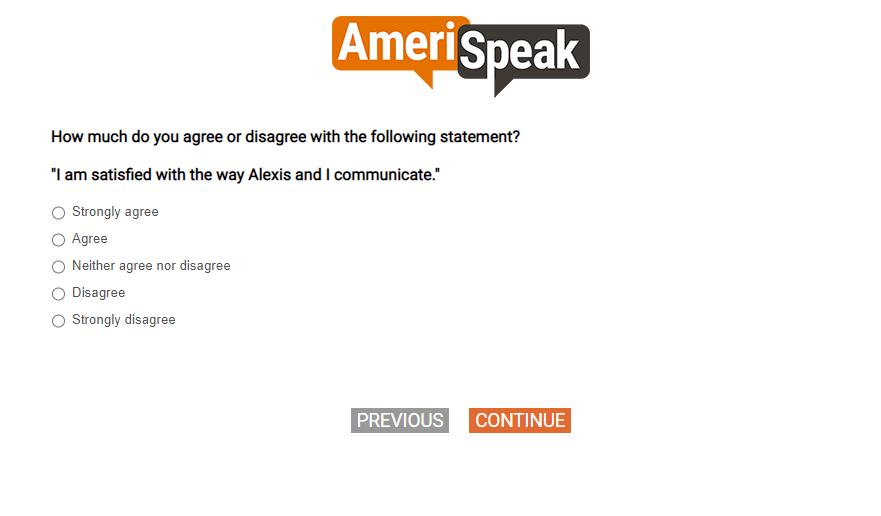 AmeriSpeak
How much do you agree or disagree with the following statement?
"I am satisfied with the way Alexis and I communicate."
Strongly agree
Agree
Neither agree nor disagree
Disagree
Strongly disagree
PREVIOUS CONTINUE